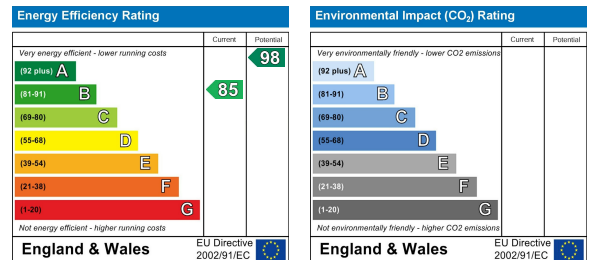 Energy Efficiency Rating
Current Potential
Very energy efficient - lower running costs
98
(92 plus) A
(81-91) B
85
(69-80) C
(55-68) D
(39-54) E
(21-38) F
(1-20) G
Not energy efficient - higher running costs
England & Wales
EU Directive
2002/91/EC
Environmental Impact (CO2) Rating
Current Potential
Very environmentally friendly - lower CO2 emissions
(92 plus) A
(81-91) B
(69-80) C
(55-68) D
(39-54) E
(21-38) F
(1-20) G
Not environmentally friendly - higher CO2 emissions
England & Wales
EU Directive
2002/91/EC